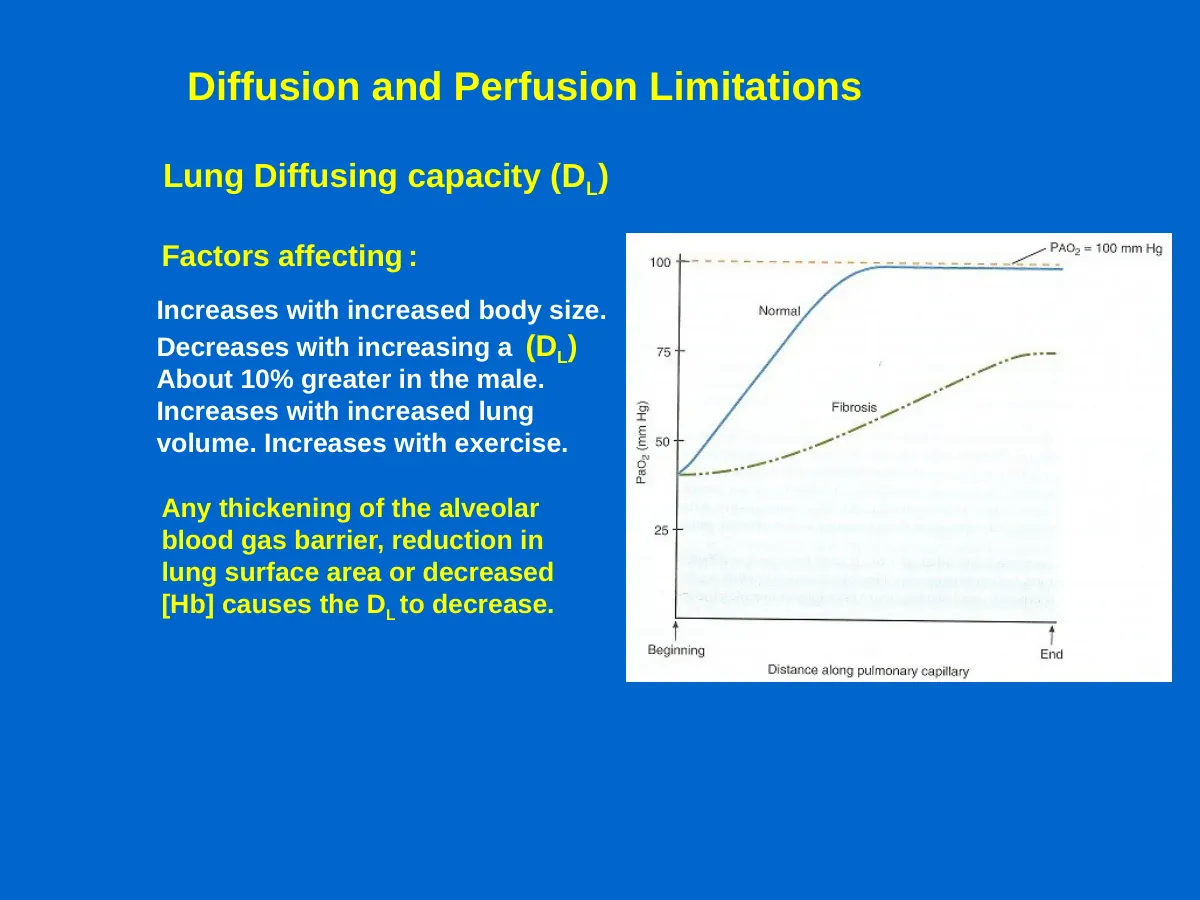 Diffusion and Perfusion Limitations
Lung Diffusing capacity (DL)
Factors affecting :
Increases with increased body size.
Decreases with increasing a (DL)
About 10% greater in the male.
Increases with increased lung
volume. Increases with exercise.
Any thickening of the alveolar
blood gas barrier, reduction in
lung surface area or decreased
[Hb] causes the DL to decrease.
PAO2 = 100 mm Hg
100
Normal
75
Fibrosis
PaO2 (mm Hg)
50
25
Beginning
End
Distance along pulmonary capillary